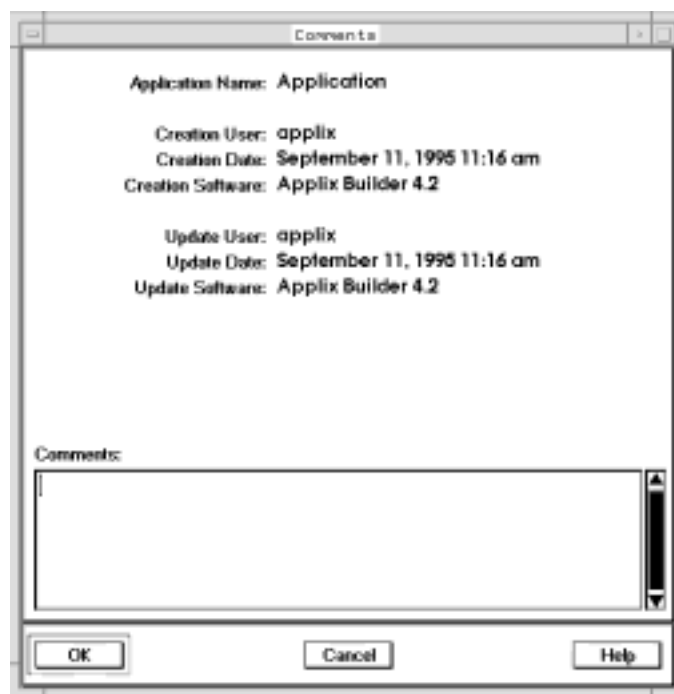 Comments
Application Name: Application
Creation User: applix
Creation Date: September 11, 1995 11:16 am
Creation Software: Applix Builder 4.2
Update User: applix
Update Date: September 11, 1995 11:16 am
Update Software: Applix Builder 4.2
Comments:
OK Cancel Help